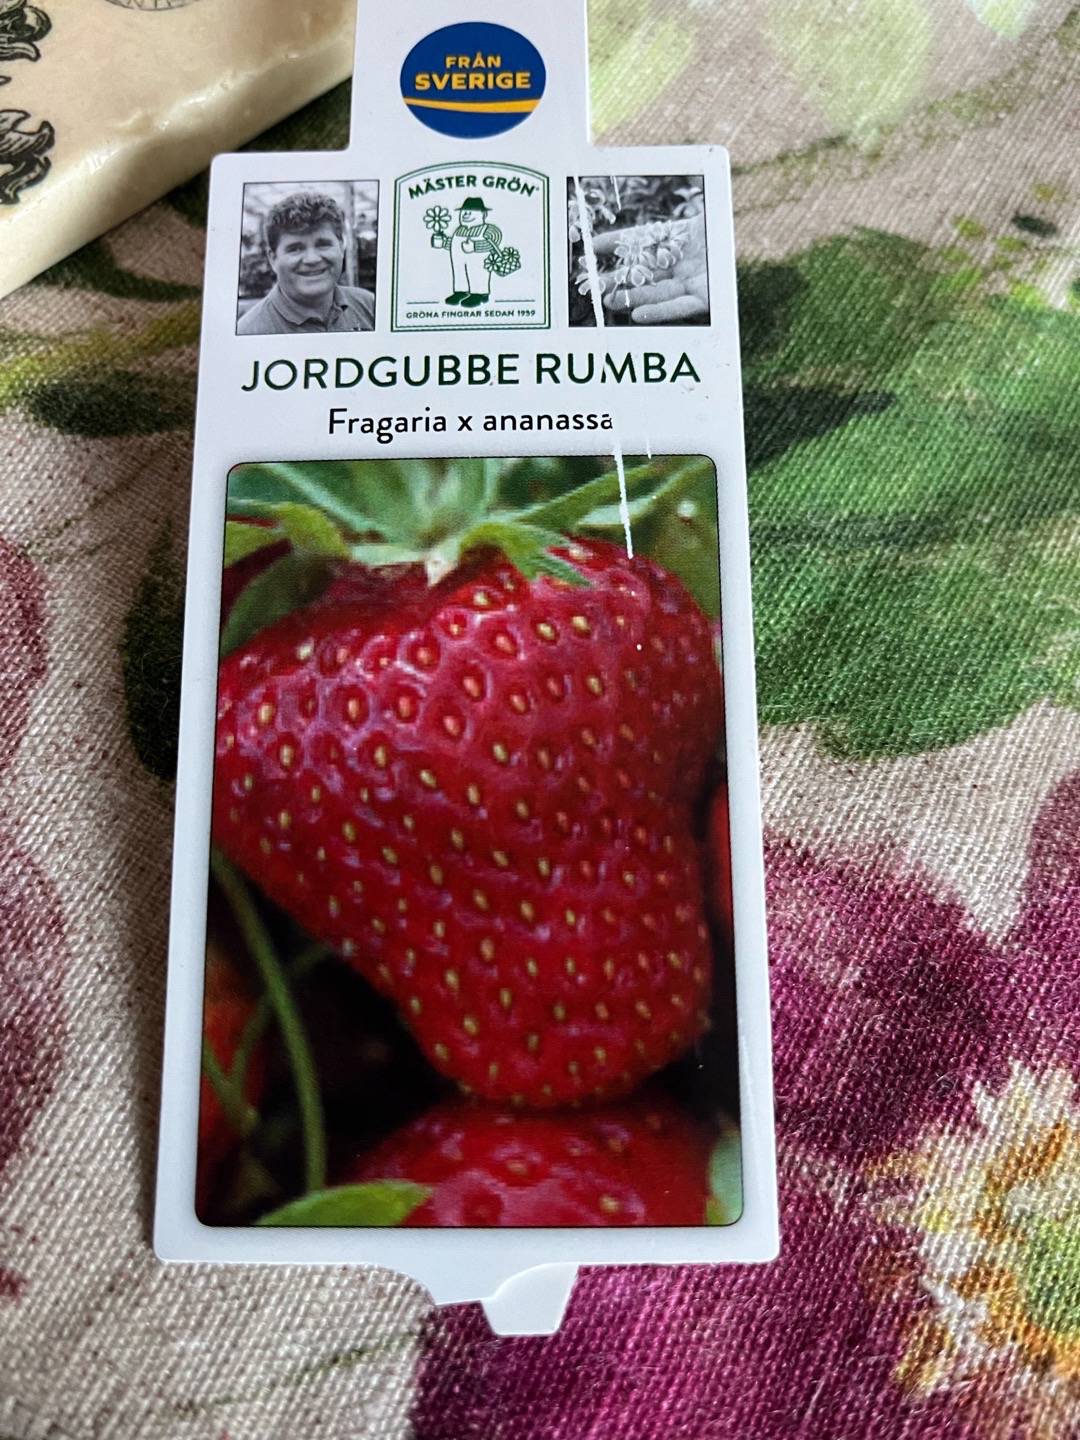 FRÅN
SVERIGE
MÄSTER GRÖN
GRÖNA FINGRAR SEDAN 1959
JORDGUBBE RUMBA
Fragaria x ananassa